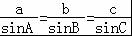 a/sinA = b/sinB = c/sinC